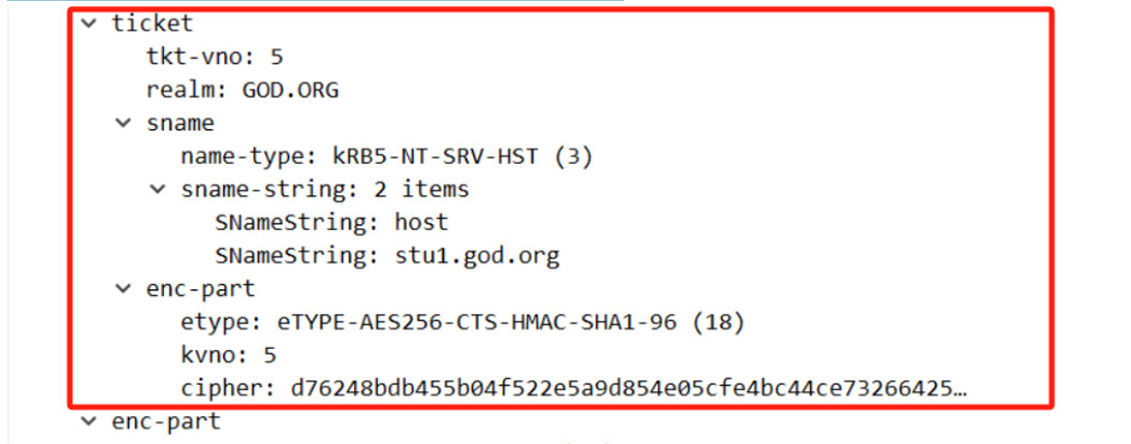 ticket
tkt-vno: 5
realm: GOD.ORG
sname
name-type: kRB5-NT-SRV-HST (3)
sname-string: 2 items
SNameString: host
SNameString: stu1.god.org
enc-part
etype: eTYPE-AES256-CTS-HMAC-SHA1-96 (18)
kvno: 5
cipher: d76248bdb455b04f522e5a9d854e05cfe4bc44ce73266425…
enc-part